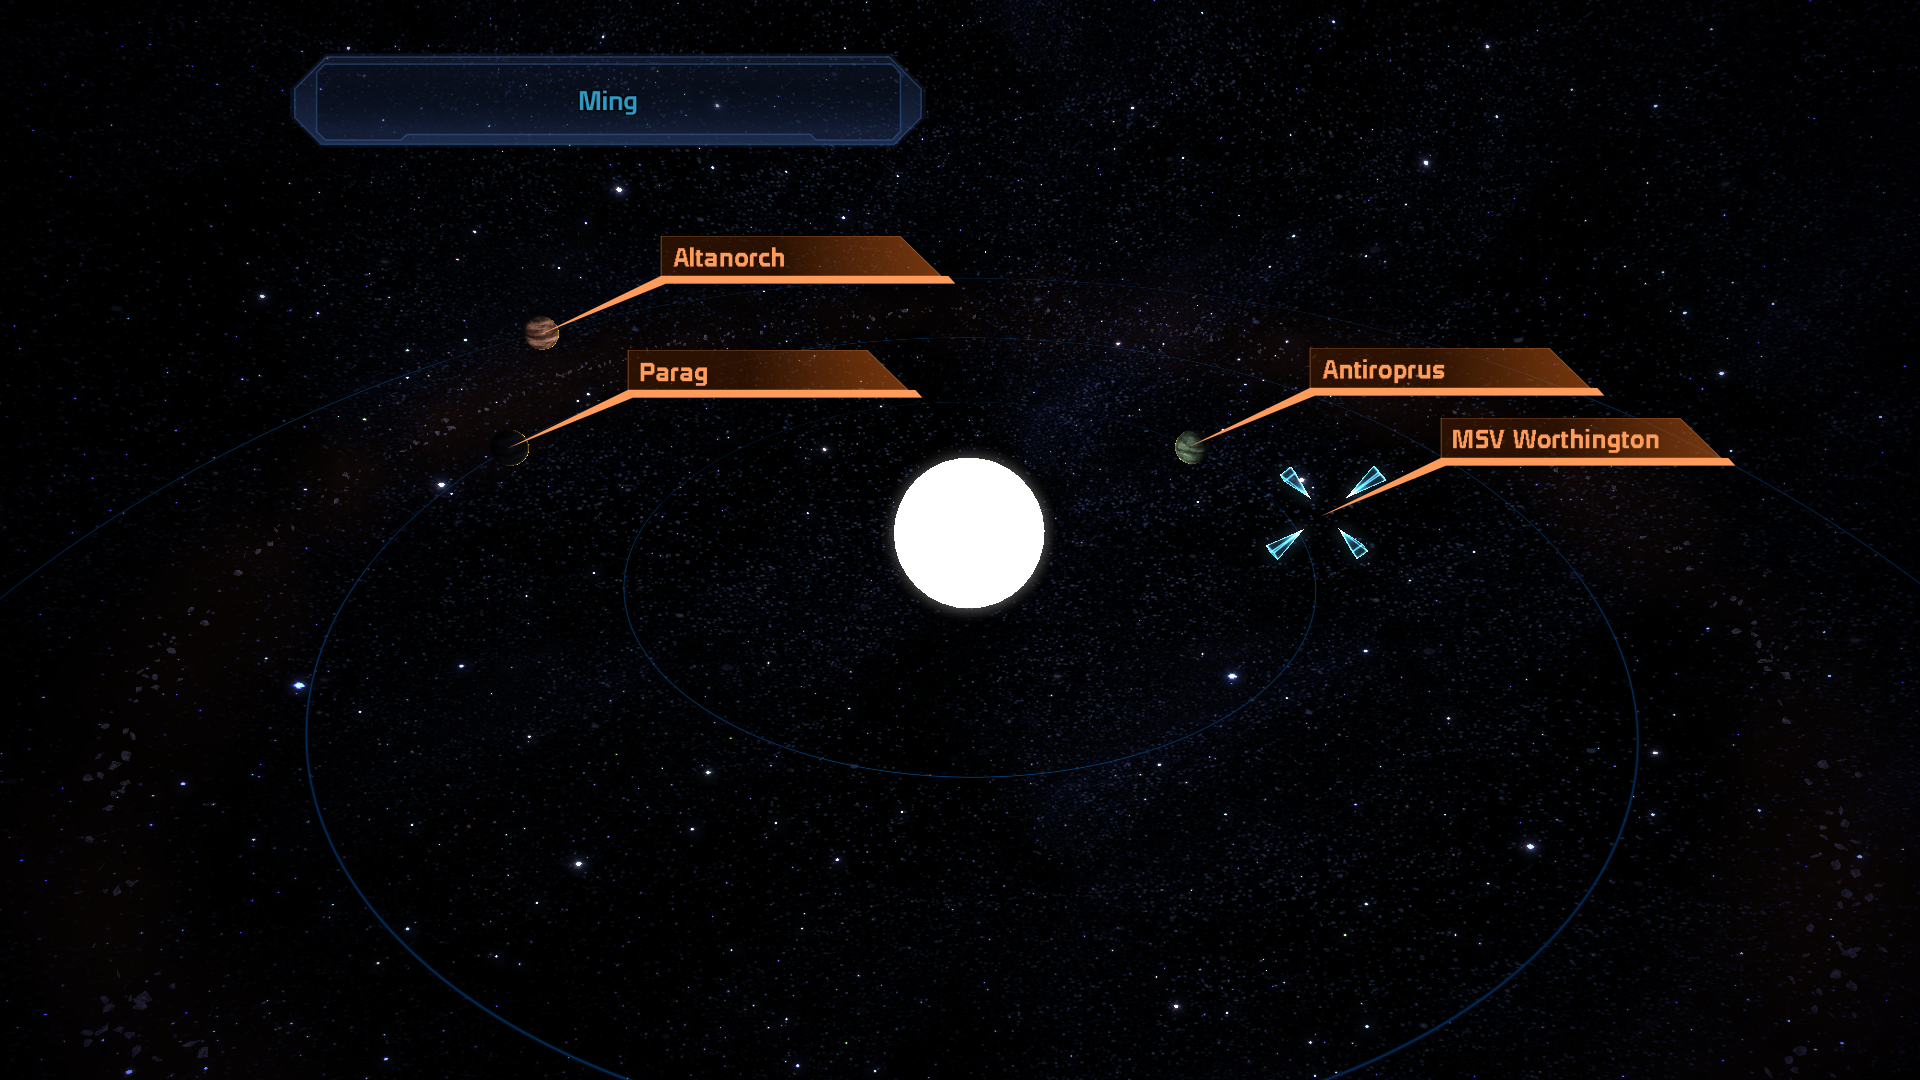 Ming
Altanorch
Parag
Antiroprus
MSV Worthington